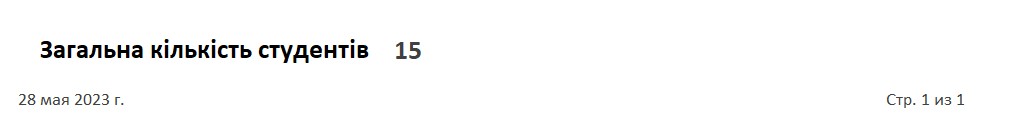 Загальна кількість студентів 15
28 мая 2023 г. Стр. 1 из 1